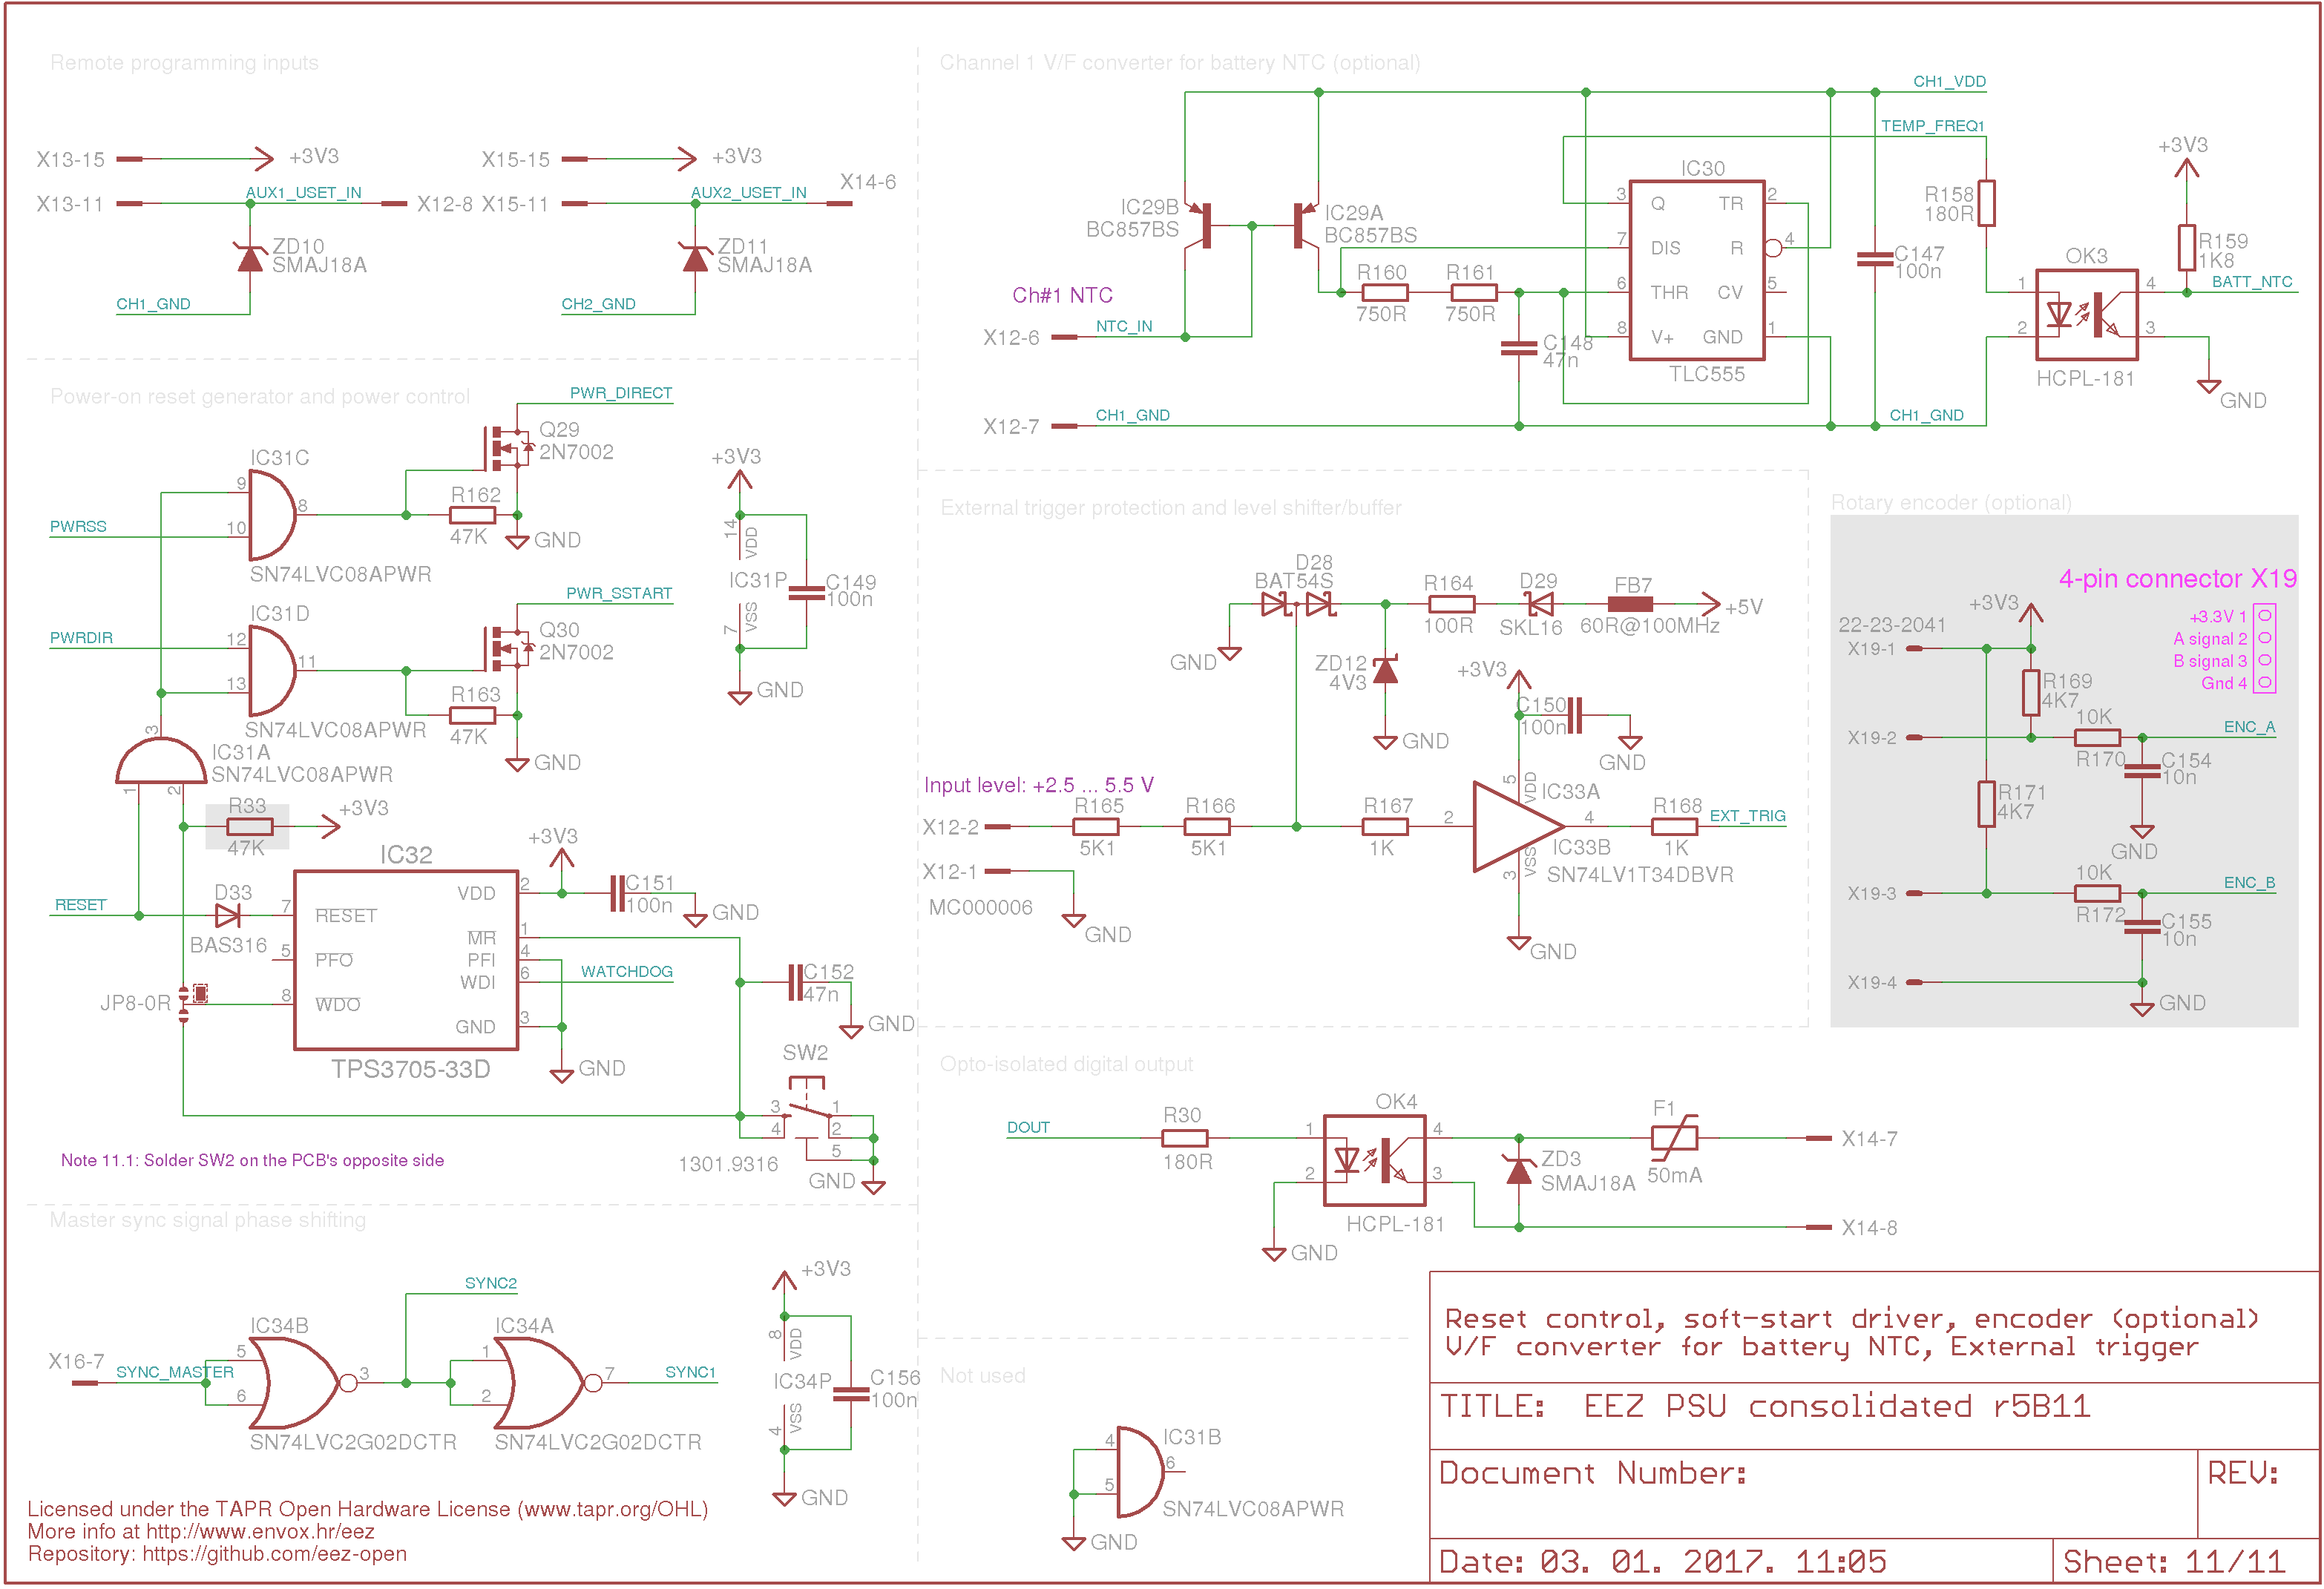 Remote programming inputs
X13-15
+3V3
X15-15
+3V3
X13-11
AUX1_USET_IN
X12-8
X15-11
AUX2_USET_IN
X14-6
ZD10
SMAJ18A
ZD11
SMAJ18A
CH1_GND
CH2_GND
Channel 1 V/F converter for battery NTC (optional)
CH1_VDD
TEMP_FREQ1
+3V3
IC30
IC29B
BC857BS
IC29A
BC857BS
3
Q
TR
2
7
DIS
R
4
6
THR
CV
5
8
V+
GND
1
TLC555
R158
180R
R159
1K8
C147
100n
OK3
1
4
2
3
HCPL-181
BATT_NTC
GND
R160
750R
R161
750R
Ch#1 NTC
X12-6
NTC_IN
C148
47n
X12-7
CH1_GND
CH1_GND
Power-on reset generator and power control
PWR_DIRECT
Q29
2N7002
IC31C
9
8
10
PWRSS
R162
47K
GND
SN74LVC08APWR
+3V3
14
VDD
IC31P
C149
100n
VSS
7
GND
PWR_SSTART
IC31D
Q30
2N7002
PWRDIR
12
11
13
R163
47K
SN74LVC08APWR
GND
3
IC31A
SN74LVC08APWR
1
2
R33
47K
+3V3
IC32
+3V3
RESET
D33
BAS316
7
RESET
VDD
2
C151
100n
GND
5
PFO
MR
1
PFI
4
WDI
6
WATCHDOG
JP8-0R
8
WDO
GND
3
GND
TPS3705-33D
C152
47n
GND
SW2
3
1
4
2
5
1301.9316
GND
Note 11.1: Solder SW2 on the PCB's opposite side
External trigger protection and level shifter/buffer
D28
BAT54S
R164
100R
D29
SKL16
FB7
60R@100MHz
+5V
GND
ZD12
4V3
GND
+3V3
C150
100n
GND
Input level: +2.5 ... 5.5 V
X12-2
R165
5K1
R166
5K1
R167
1K
2
5
VDD
IC33A
4
R168
1K
EXT_TRIG
IC33B
SN74LV1T34DBVR
3
VSS
GND
X12-1
MC000006
GND
Rotary encoder (optional)
4-pin connector X19
+3V3
+3.3V 1
A signal 2
B signal 3
Gnd 4
22-23-2041
X19-1
R169
4K7
X19-2
10K
R170
ENC_A
C154
10n
GND
R171
4K7
X19-3
10K
R172
ENC_B
C155
10n
X19-4
GND
Opto-isolated digital output
DOUT
R30
180R
OK4
1
4
2
3
HCPL-181
GND
ZD3
SMAJ18A
F1
50mA
X14-7
X14-8
Master sync signal phase shifting
SYNC2
IC34B
IC34A
X16-7
SYNC_MASTER
5
6
3
1
2
7
SYNC1
SN74LVC2G02DCTR
SN74LVC2G02DCTR
+3V3
8
VDD
IC34P
C156
100n
VSS
4
GND
Not used
4
5
6
IC31B
SN74LVC08APWR
GND
Licensed under the TAPR Open Hardware License (www.tapr.org/OHL)
More info at http://www.envox.hr/eez
Repository: https://github.com/eez-open
Reset control, soft-start driver, encoder (optional)
V/F converter for battery NTC, External trigger
TITLE: EEZ PSU consolidated r5B11
Document Number:
REV:
Date: 03. 01. 2017. 11:05
Sheet: 11/11